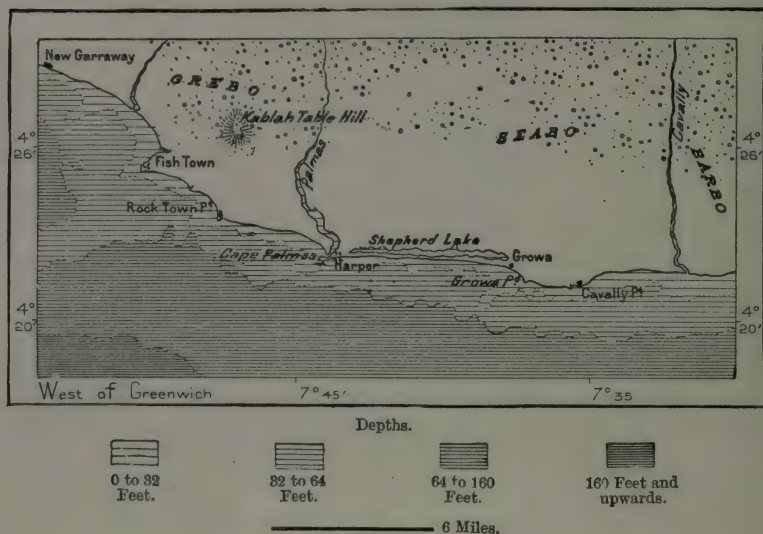 New Garraway
GREBO
Kablah Table Hill
SEABO
Cavally
BARBO
4°
26′
4°
26′
Fish Town
Palmas
Rock Town Pt
Shepherd Lake
Growa
Cape Palmas
Harper
Growa Pt
Cavally Pt
4°
20′
4°
20′
West of Greenwich
7°45′
7°35
Depths.
0 to 32
Feet.
32 to 64
Feet.
64 to 160
Feet.
160 Feet and
upwards.
6 Miles.